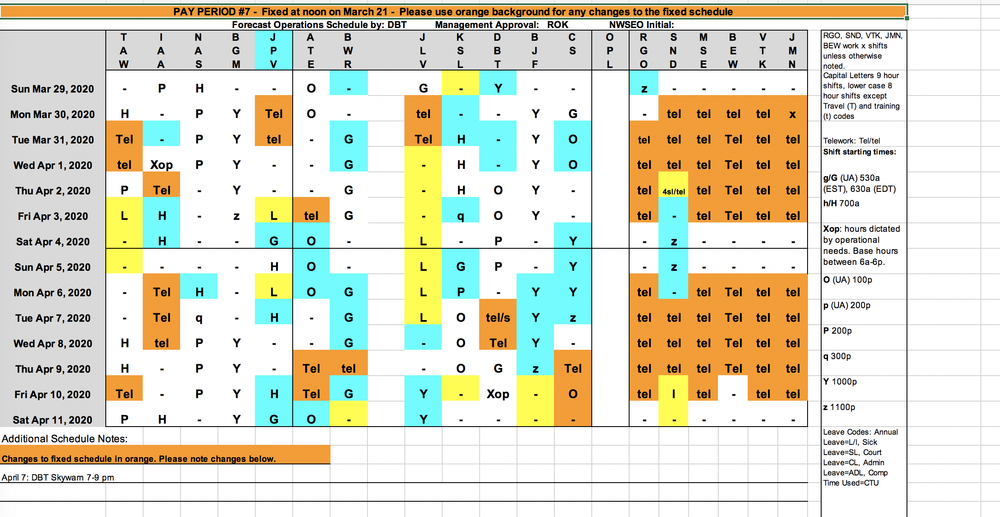 PAY PERIOD #7 - Fixed at noon on March 21 - Please use orange background for any changes to the fixed schedule
Forecast Operations Schedule by: DBT Management Approval: ROK NWSEO Initial:
T I N B J A B J K D B C O R S M B V J
A A A G P T W L S B J S P G N S E T M
W A S M V E R V L T F L O D E W K N
Sun Mar 29, 2020 - P H - - O - G - Y - - z - - - - -
Mon Mar 30, 2020 H - P Y Tel O - tel - - Y G - tel tel tel tel x
Tue Mar 31, 2020 Tel - P Y tel - G Tel H - Y O tel tel tel Tel tel tel
Wed Apr 1, 2020 tel Xop P Y - - G - H - Y O tel tel tel Tel tel tel
Thu Apr 2, 2020 P Tel - Y - - G - H O Y - tel 4sl/tel tel Tel tel tel
Fri Apr 3, 2020 L H - z L tel G - q O Y - tel - tel Tel tel tel
Sat Apr 4, 2020 - H - - G O - L - P - Y - z - - - -
Sun Apr 5, 2020 - - - - H O - L G P - Y - z - - - -
Mon Apr 6, 2020 - Tel H - L O G L P - Y Y tel - tel Tel tel tel
Tue Apr 7, 2020 - Tel q - H - G L O tel/s Y z tel tel tel Tel tel tel
Wed Apr 8, 2020 H tel P Y - - G - O Tel Y - tel tel tel Tel tel tel
Thu Apr 9, 2020 H - P Y - Tel tel - O G z Tel tel tel tel Tel tel tel
Fri Apr 10, 2020 Tel - P Y H Tel G Y - Xop - O tel l tel - tel tel
Sat Apr 11, 2020 P H - Y G O - Y - - - - - - - - - -
Additional Schedule Notes:
Changes to fixed schedule in orange. Please note changes below.
April 7: DBT Skywarn 7-9 pm
RGO, SND, VTK, JMN,
BEW work x shifts
unless otherwise
noted.
Capital Letters 9 hour
shifts, lower case 8
hour shifts except
Travel (T) and training
(t) codes
Telework: Tel/tel
Shift starting times:
g/G (UA) 530a
(EST), 630a (EDT)
h/H 700a
Xop: hours dictated
by operational
needs. Base hours
between 6a-6p.
O (UA) 100p
p (UA) 200p
P 200p
q 300p
Y 1000p
z 1100p
Leave Codes: Annual
Leave=L/l, Sick
Leave=SL, Court
Leave=CL, Admin
Leave=ADL, Comp
Time Used=CTU